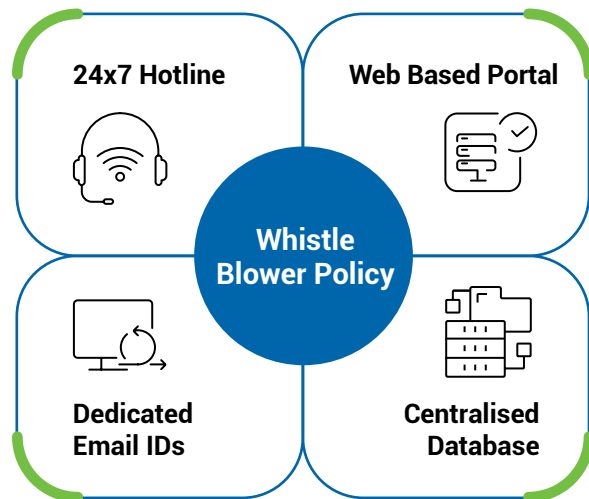 24x7 Hotline
Web Based Portal
Whistle
Blower Policy
Dedicated
Email IDs
Centralised
Database